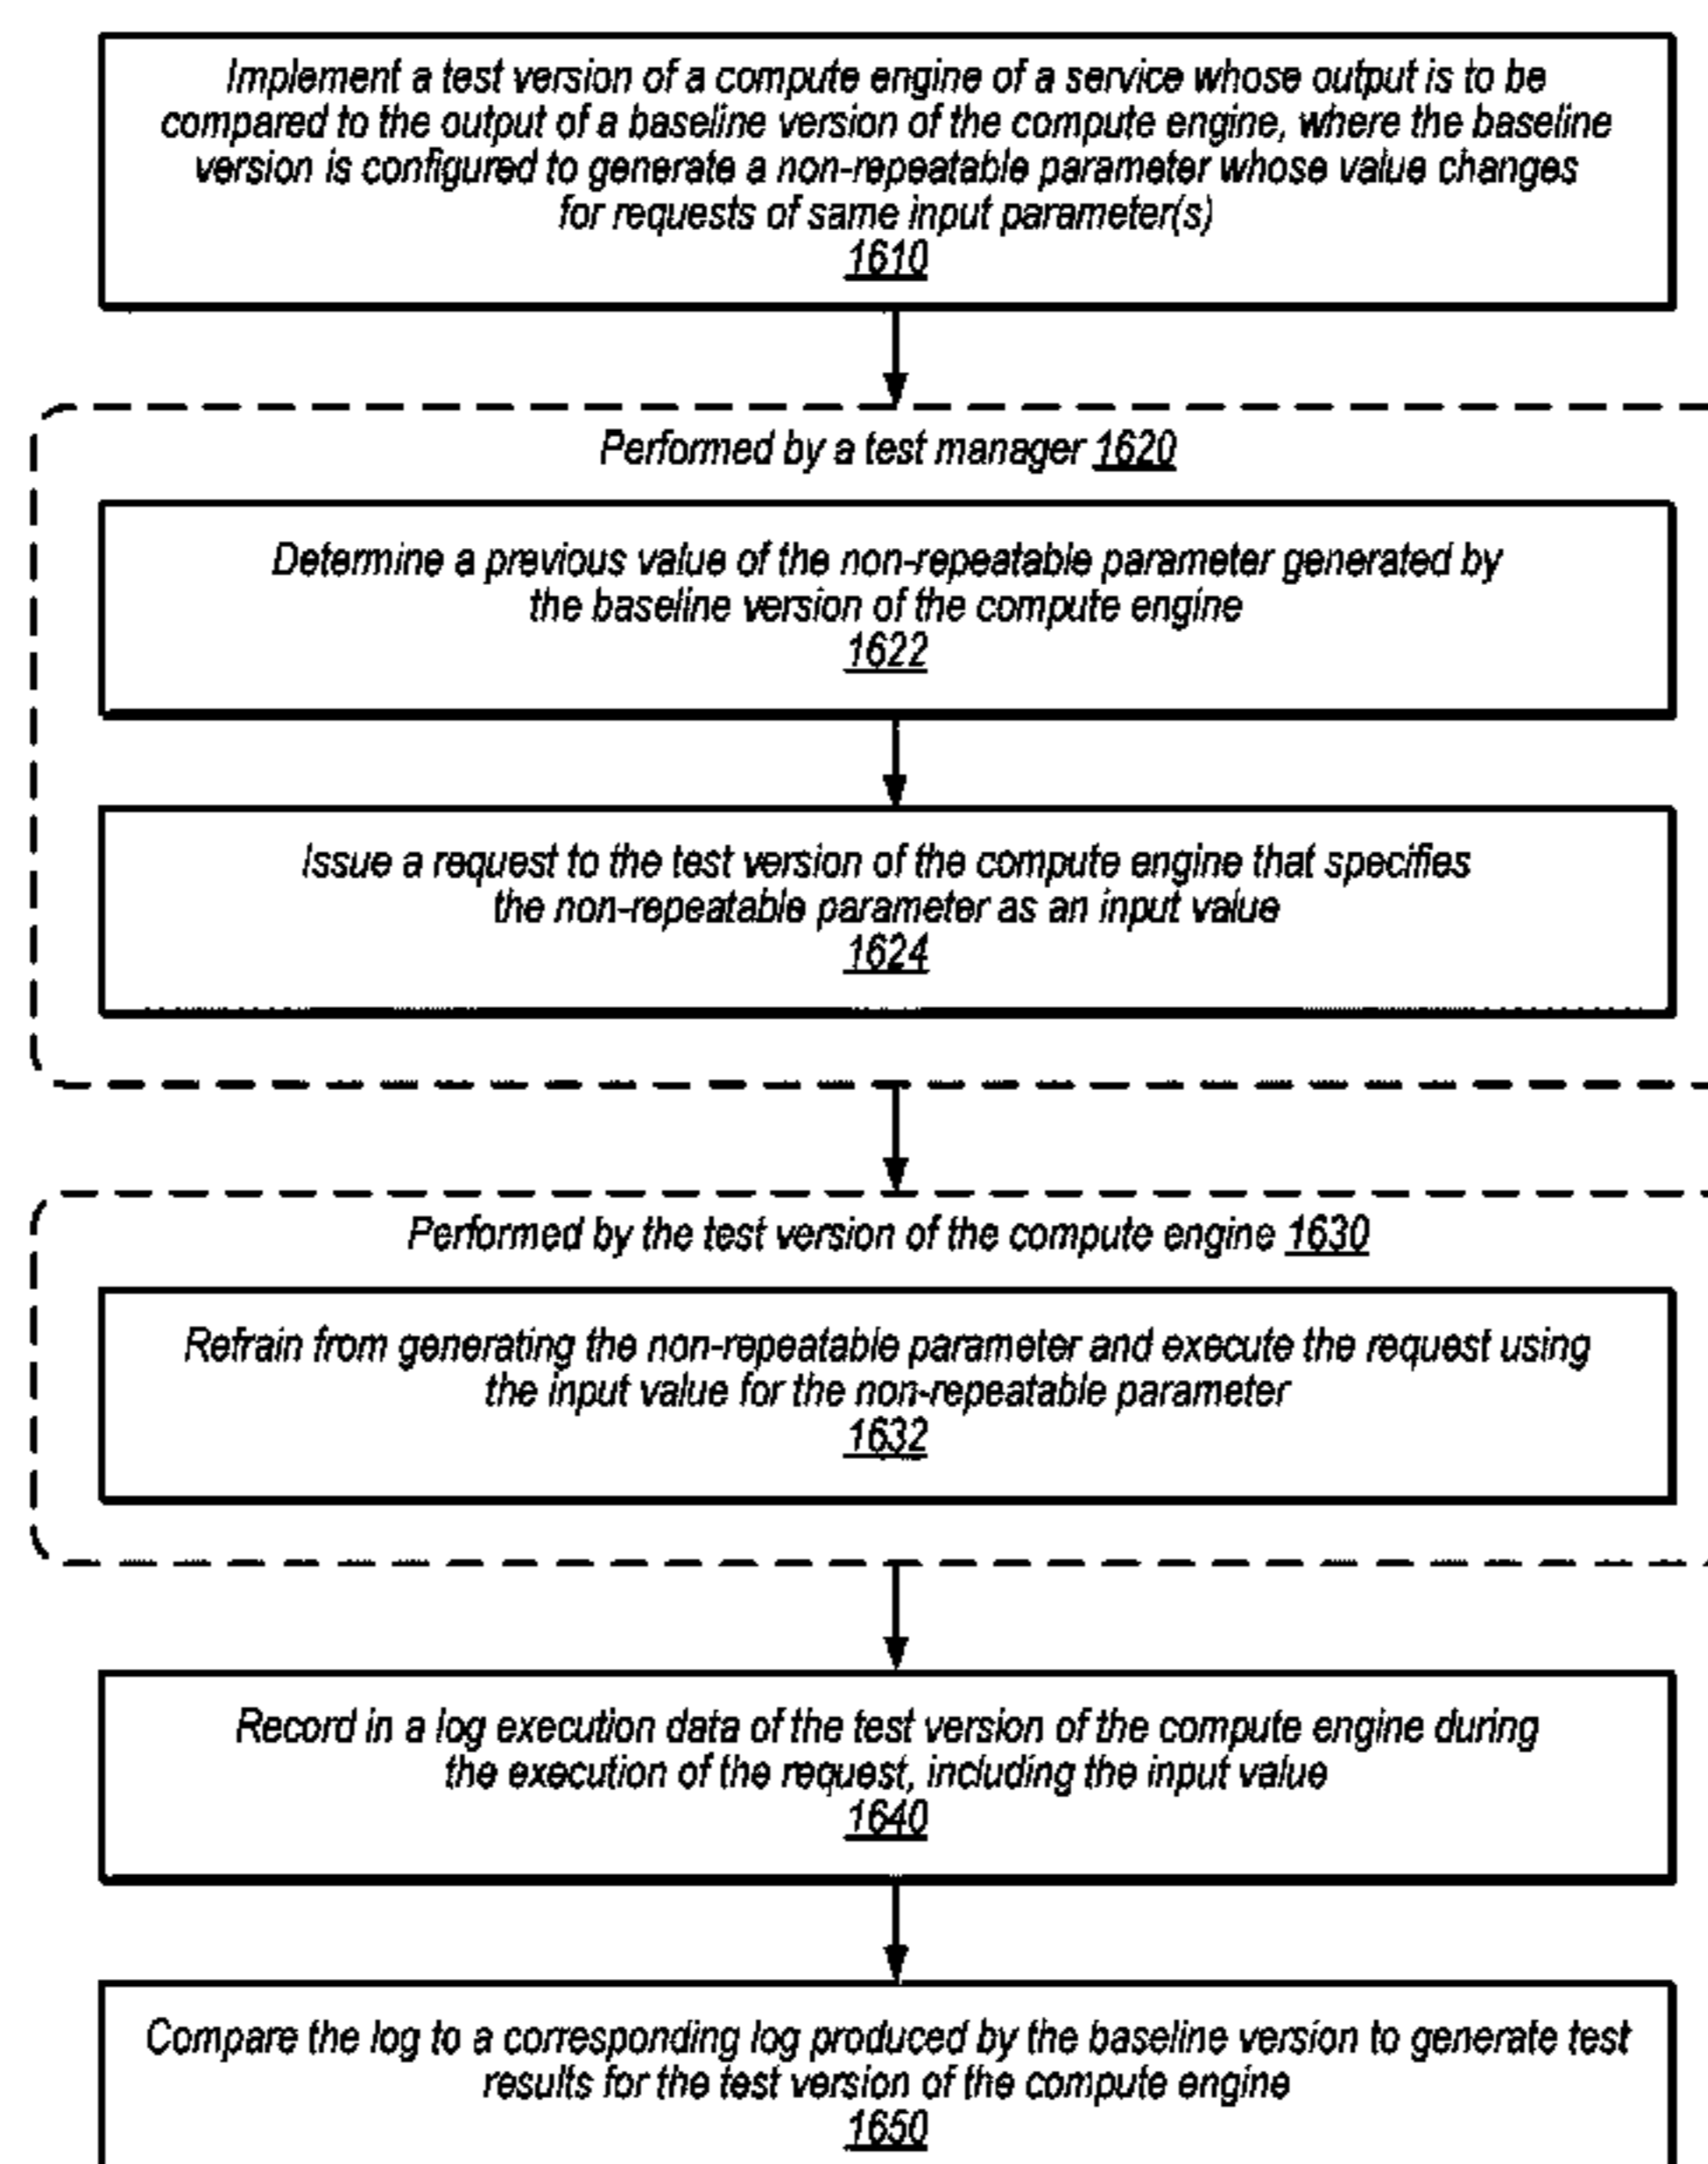 Implement a test version of a compute engine of a service whose output is to be
compared to the output of a baseline version of the compute engine, where the baseline
version is configured to generate a non-repeatable parameter whose value changes
for requests of same input parameter(s)
1610
Performed by a test manager 1620
Determine a previous value of the non-repeatable parameter generated by
the baseline version of the compute engine
1622
Issue a request to the test version of the compute engine that specifies
the non-repeatable parameter as an input value
1624
Performed by the test version of the compute engine 1630
Refrain from generating the non-repeatable parameter and execute the request using
the input value for the non-repeatable parameter
1632
Record in a log execution data of the test version of the compute engine during
the execution of the request, including the input value
1640
Compare the log to a corresponding log produced by the baseline version to generate test
results for the test version of the compute engine
1650